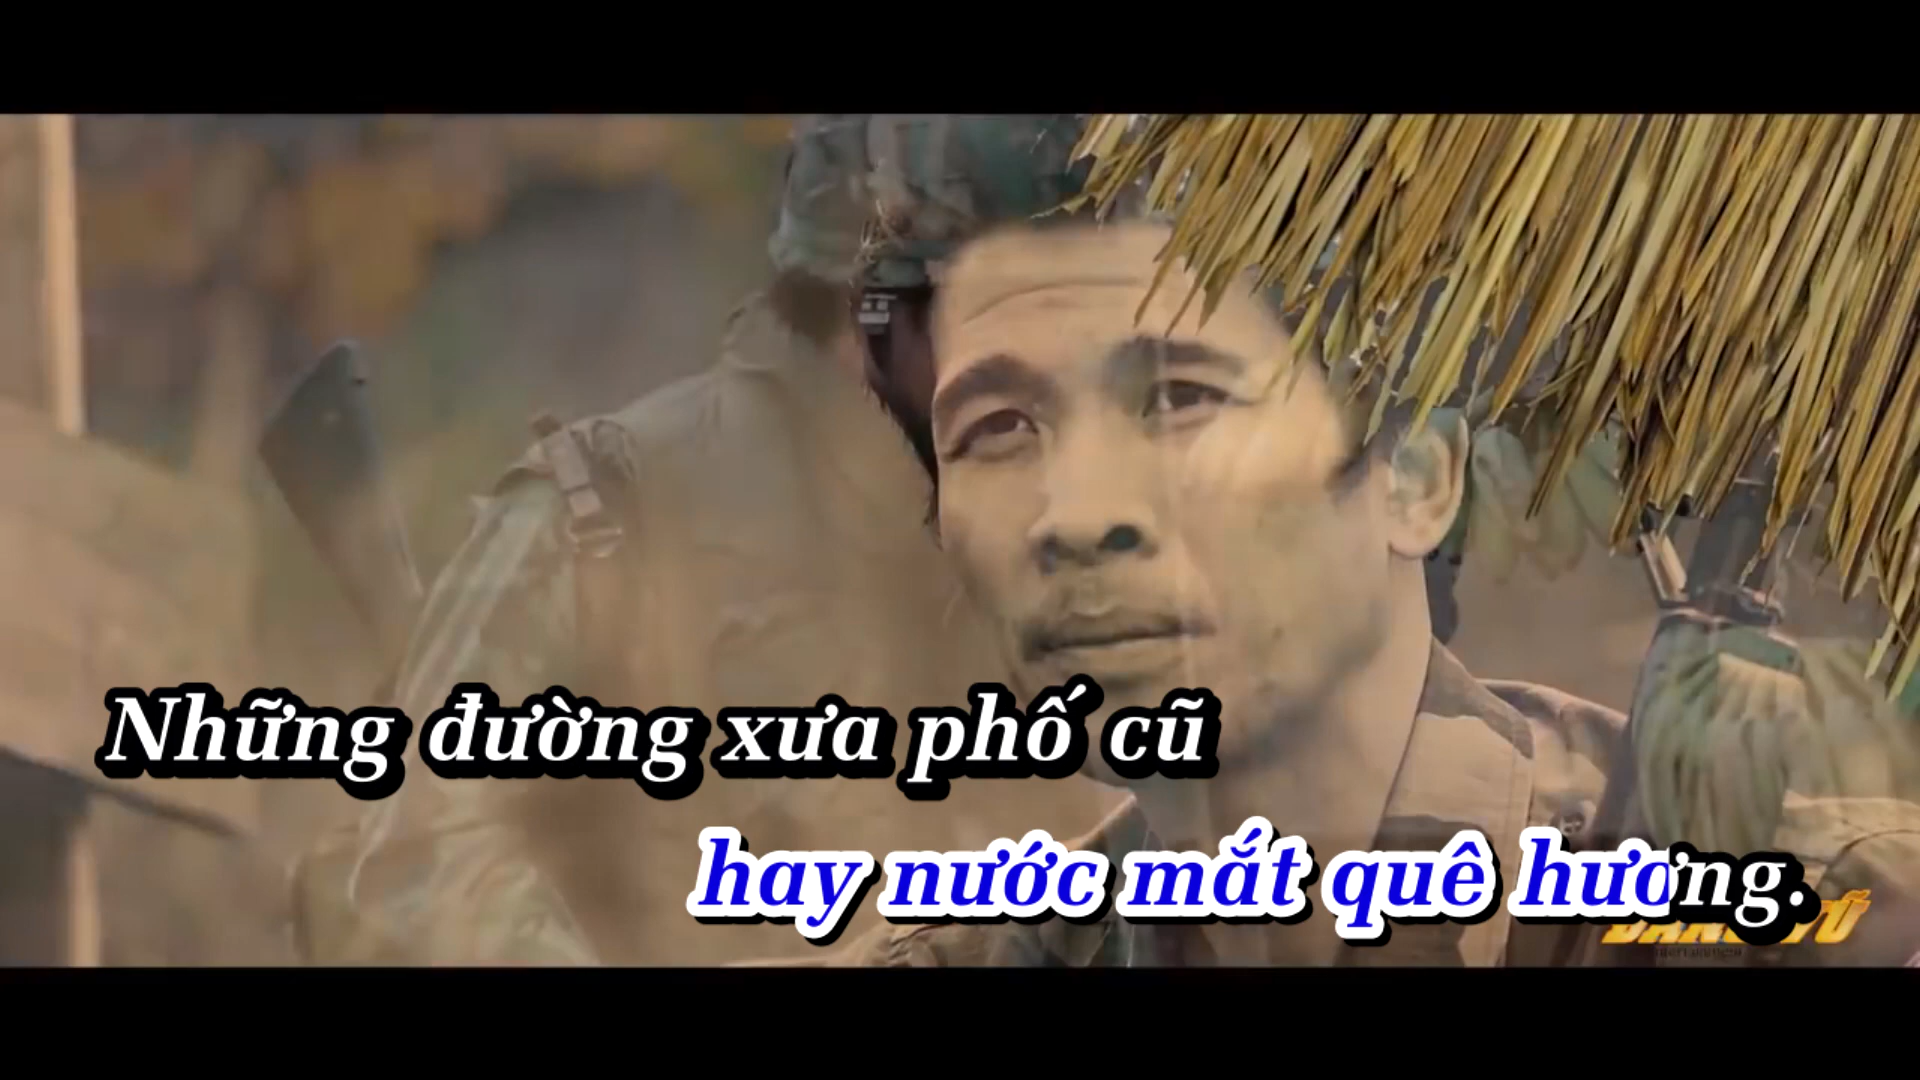 Những đường xưa phố cũ
hay nước mắt quê hương.